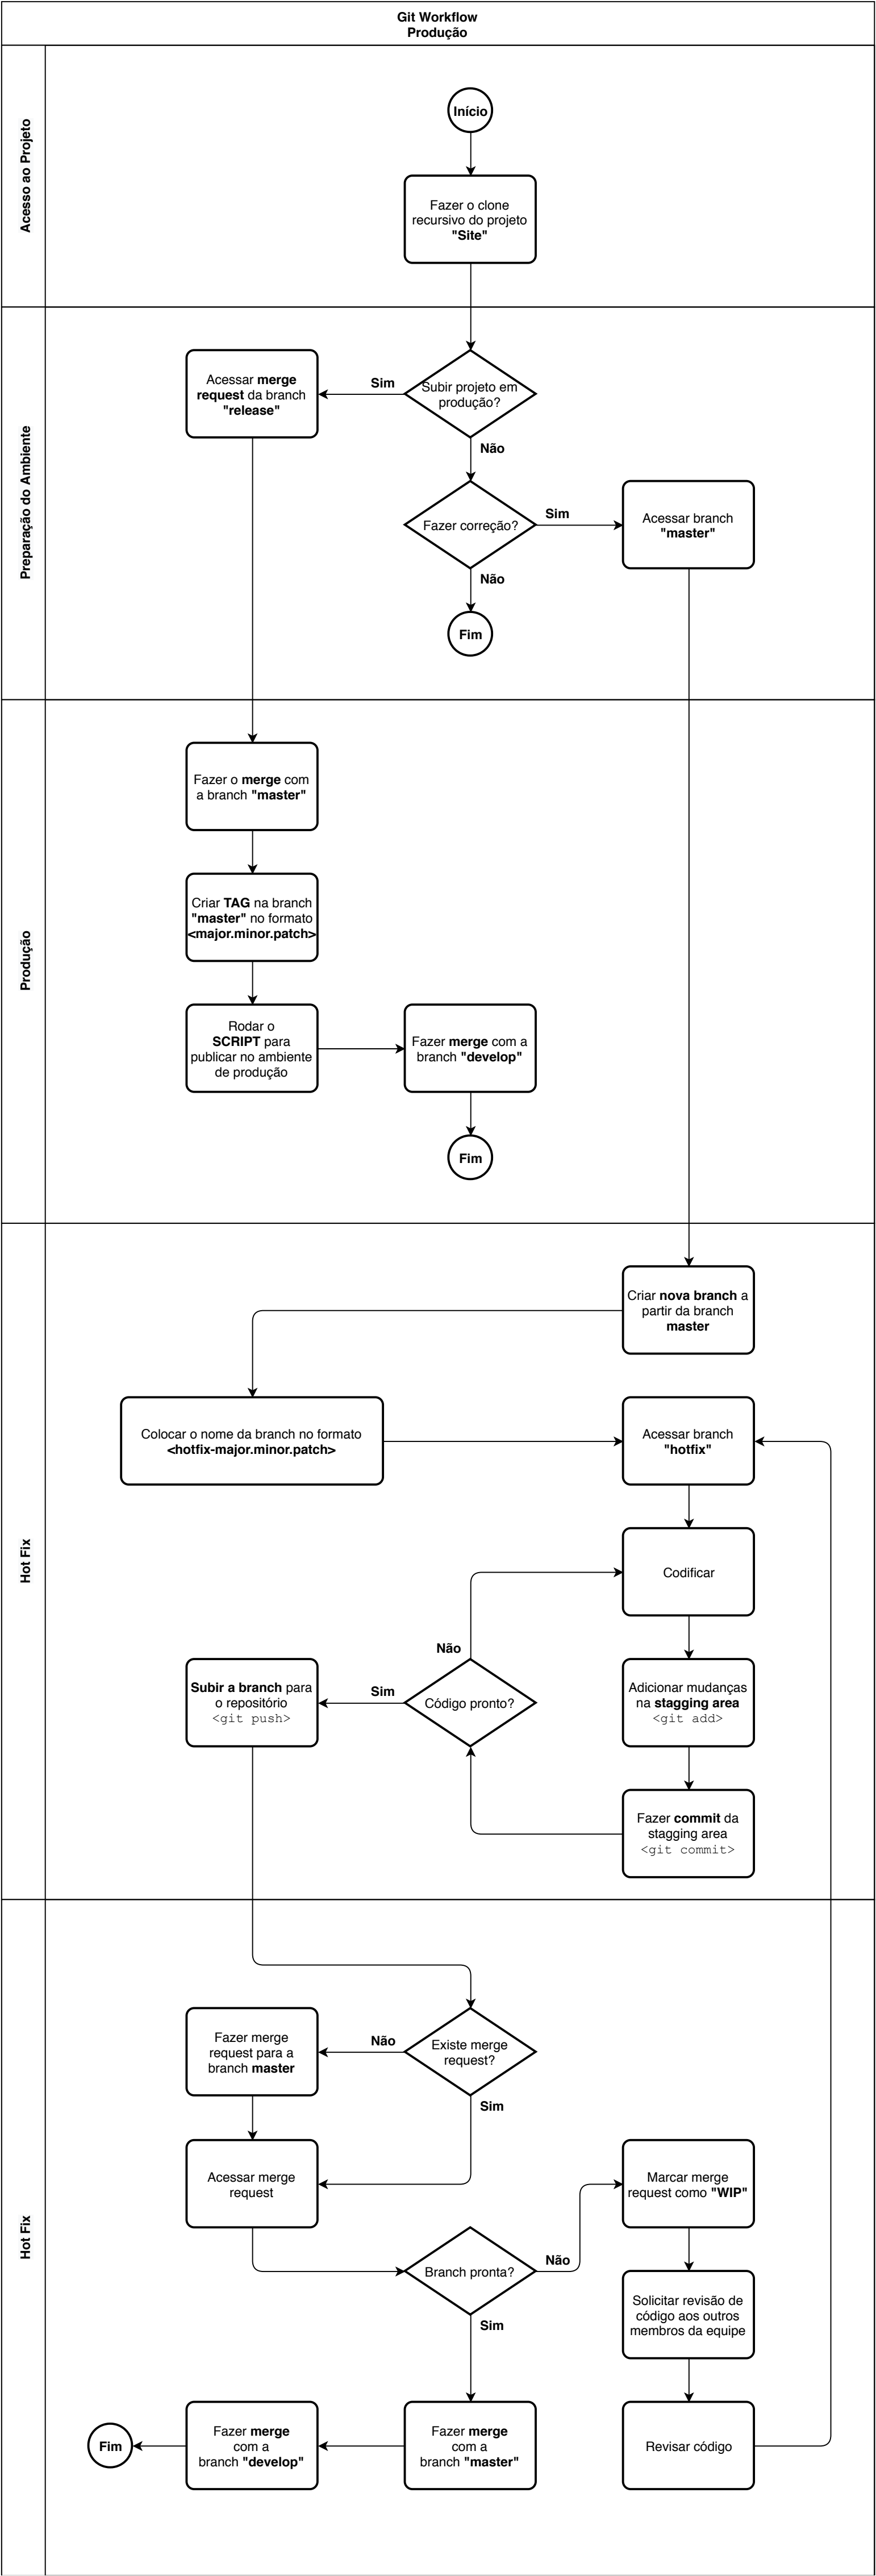 Git Workflow
Produção
Acesso ao Projeto
Início
Fazer o clone
recursivo do projeto
"Site"
Preparação do Ambiente
Acessar merge
request da branch
"release"
Sim
Subir projeto em
produção?
Não
Fazer correção?
Sim
Acessar branch
"master"
Não
Fim
Produção
Fazer o merge com
a branch "master"
Criar TAG na branch
"master" no formato
<major.minor.patch>
Rodar o
SCRIPT para
publicar no ambiente
de produção
Fazer merge com a
branch "develop"
Fim
Hot Fix
Criar nova branch a
partir da branch
master
Colocar o nome da branch no formato
<hotfix-major.minor.patch>
Acessar branch
"hotfix"
Codificar
Não
Subir a branch para
o repositório
<git push>
Sim
Código pronto?
Adicionar mudanças
na stagging area
<git add>
Fazer commit da
stagging area
<git commit>
Hot Fix
Fazer merge
request para a
branch master
Não
Existe merge
request?
Sim
Acessar merge
request
Marcar merge
request como "WIP"
Branch pronta?
Não
Sim
Solicitar revisão de
código aos outros
membros da equipe
Fim
Fazer merge
com a
branch "develop"
Fazer merge
com a
branch "master"
Revisar código